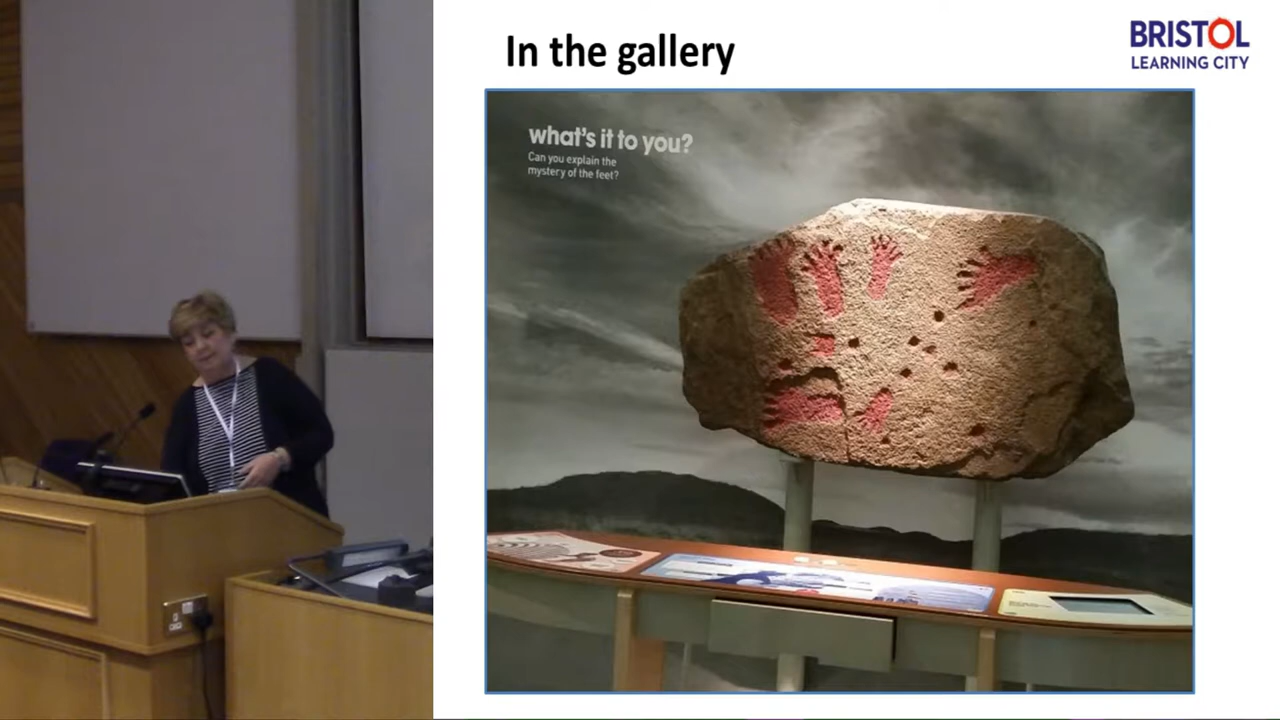 In the gallery
BRISTOL
LEARNING CITY
what's it to you?
Can you explain the
mystery of the feet?